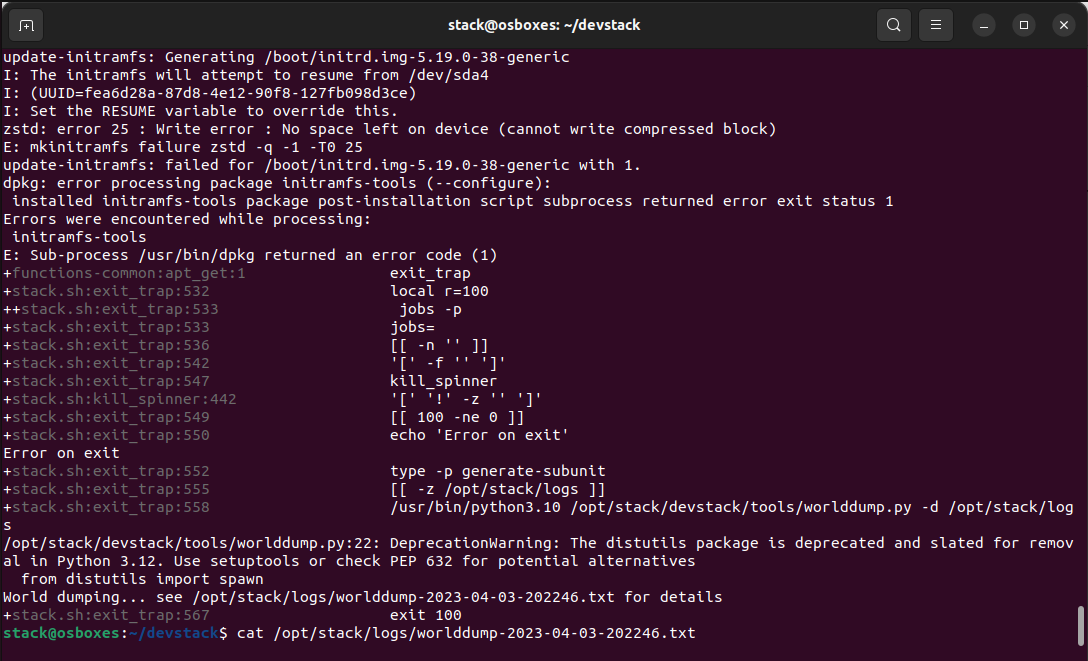 stack@osboxes: ~/devstack
update-initramfs: Generating /boot/initrd.img-5.19.0-38-generic
I: The initramfs will attempt to resume from /dev/sda4
I: (UUID=fea6d28a-87d8-4e12-90f8-127fb098d3ce)
I: Set the RESUME variable to override this.
zstd: error 25 : Write error : No space left on device (cannot write compressed block)
E: mkinitramfs failure zstd -q -1 -T0 25
update-initramfs: failed for /boot/initrd.img-5.19.0-38-generic with 1.
dpkg: error processing package initramfs-tools (--configure):
 installed initramfs-tools package post-installation script subprocess returned error exit status 1
Errors were encountered while processing:
 initramfs-tools
E: Sub-process /usr/bin/dpkg returned an error code (1)
+functions-common:apt_get:1                exit_trap
+stack.sh:exit_trap:532                    local r=100
++stack.sh:exit_trap:533                    jobs -p
+stack.sh:exit_trap:533                    jobs=
+stack.sh:exit_trap:536                    [[ -n '' ]]
+stack.sh:exit_trap:542                    '[' -f '' ']'
+stack.sh:exit_trap:547                    kill_spinner
+stack.sh:kill_spinner:442                 '[' '!' -z '' ']'
+stack.sh:exit_trap:549                    [[ 100 -ne 0 ]]
+stack.sh:exit_trap:550                    echo 'Error on exit'
Error on exit
+stack.sh:exit_trap:552                    type -p generate-subunit
+stack.sh:exit_trap:555                    [[ -z /opt/stack/logs ]]
+stack.sh:exit_trap:558                    /usr/bin/python3.10 /opt/stack/devstack/tools/worlddump.py -d /opt/stack/log
s
/opt/stack/devstack/tools/worlddump.py:22: DeprecationWarning: The distutils package is deprecated and slated for remov
al in Python 3.12. Use setuptools or check PEP 632 for potential alternatives
  from distutils import spawn
World dumping... see /opt/stack/logs/worlddump-2023-04-03-202246.txt for details
+stack.sh:exit_trap:567                    exit 100
stack@osboxes:~/devstack$ cat /opt/stack/logs/worlddump-2023-04-03-202246.txt